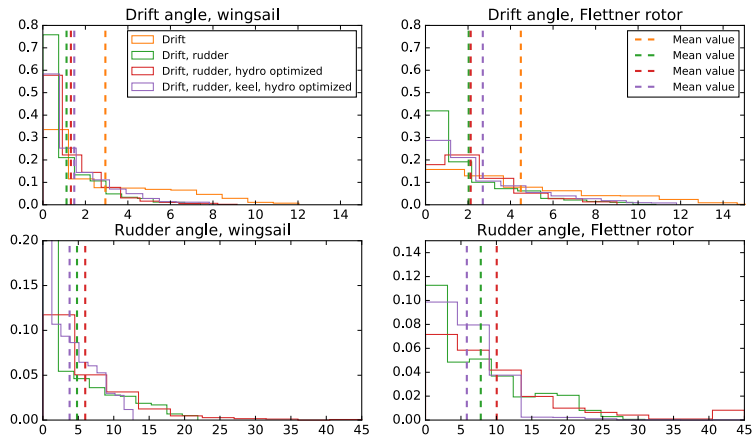 Drift angle, wingsail
Drift angle, Flettner rotor
0.8
0.7
0.6
0.5
0.4
0.3
0.2
0.1
0.0
0 2 4 6 8 10 12 14
Drift
Drift, rudder
Drift, rudder, hydro optimized
Drift, rudder, keel, hydro optimized
0.8
0.7
0.6
0.5
0.4
0.3
0.2
0.1
0.0
0 2 4 6 8 10 12 14
Mean value
Mean value
Mean value
Mean value
Rudder angle, wingsail
Rudder angle, Flettner rotor
0.20
0.15
0.10
0.05
0.00
0 5 10 15 20 25 30 35 40 45
0.14
0.12
0.10
0.08
0.06
0.04
0.02
0.00
0 5 10 15 20 25 30 35 40 45